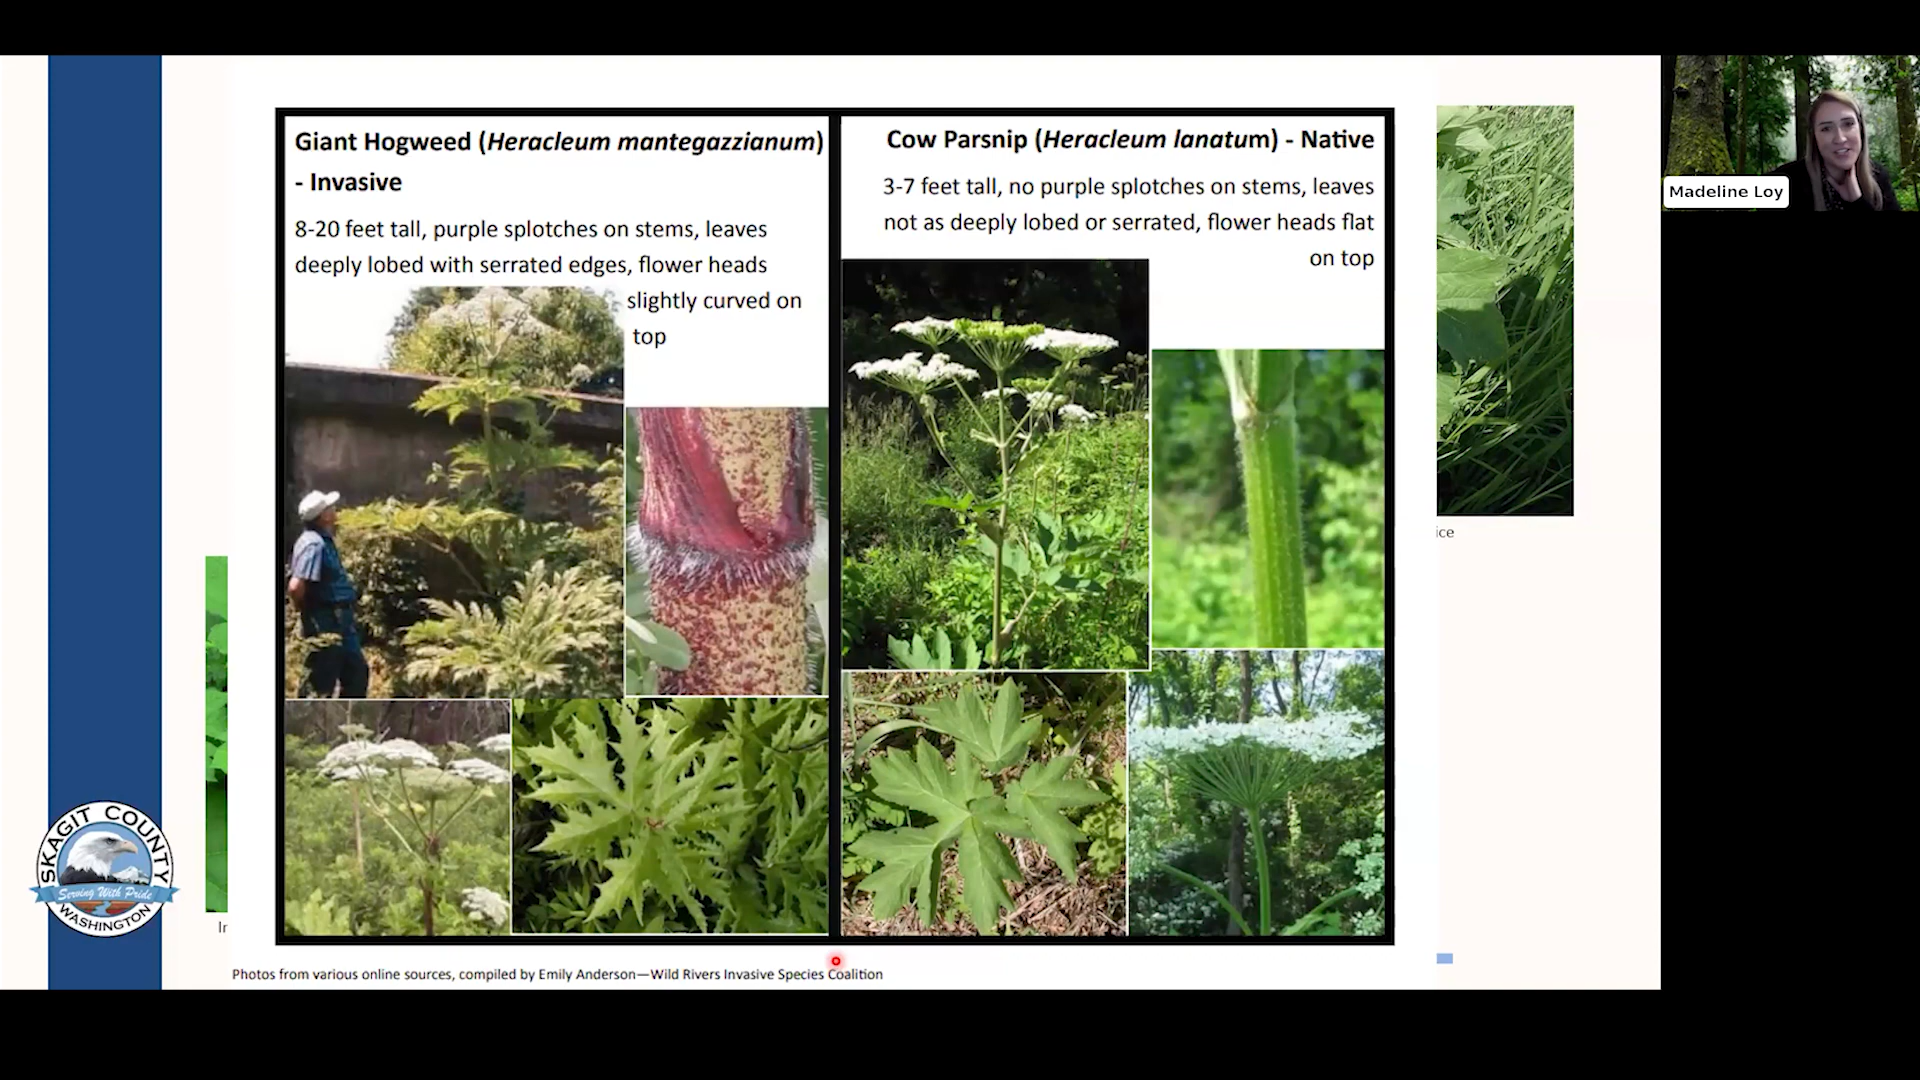 Giant Hogweed (Heracleum mantegazzianum)
- Invasive
8-20 feet tall, purple splotches on stems, leaves
deeply lobed with serrated edges, flower heads
slightly curved on
top
Cow Parsnip (Heracleum lanatum) - Native
3-7 feet tall, no purple splotches on stems, leaves
not as deeply lobed or serrated, flower heads flat
on top
Madeline Loy
ice
SKAGIT COUNTY
Serving With Pride
WASHINGTON
Ir
Photos from various online sources, compiled by Emily Anderson—Wild Rivers Invasive Species Coalition